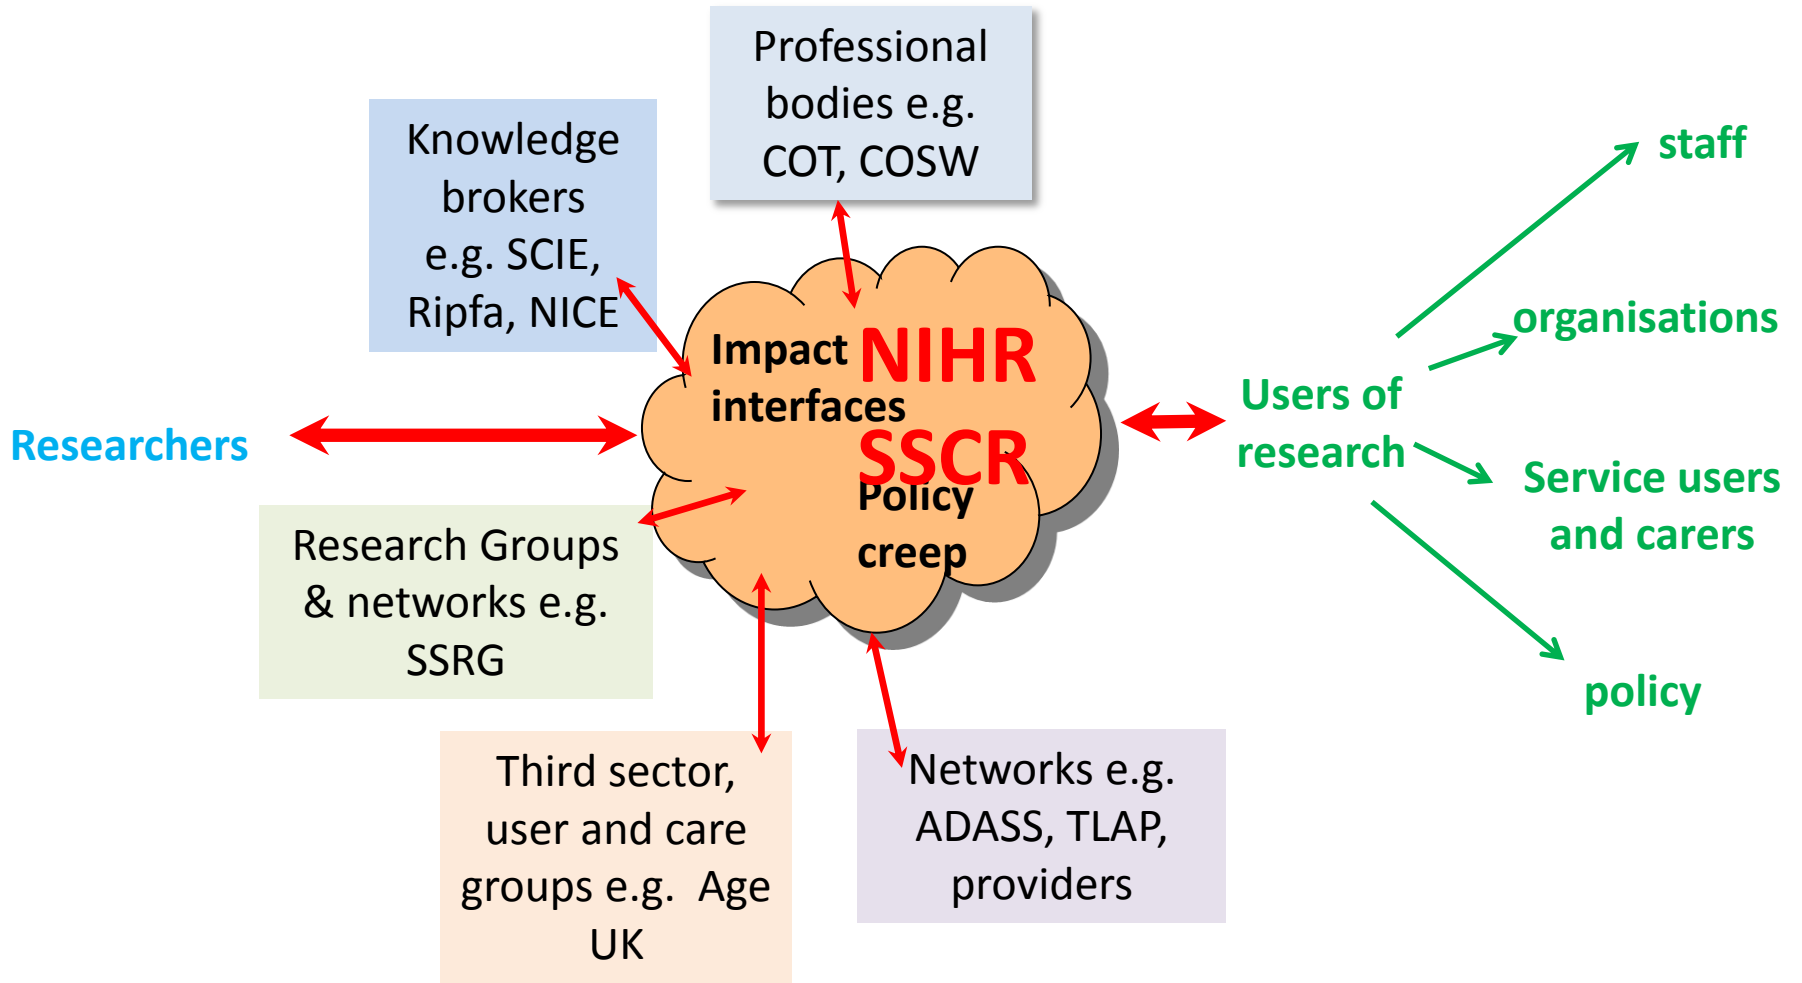 Professional
bodies e.g.
COT, COSW
Knowledge
brokers
e.g. SCIE,
Ripfa, NICE
staff
organisations
Impact
interfaces
NIHR
SSCR
Policy
creep
Users of
research
Researchers
Service users
and carers
Research Groups
& networks e.g.
SSRG
policy
Third sector,
user and care
groups e.g.  Age
UK
Networks e.g.
ADASS, TLAP,
providers